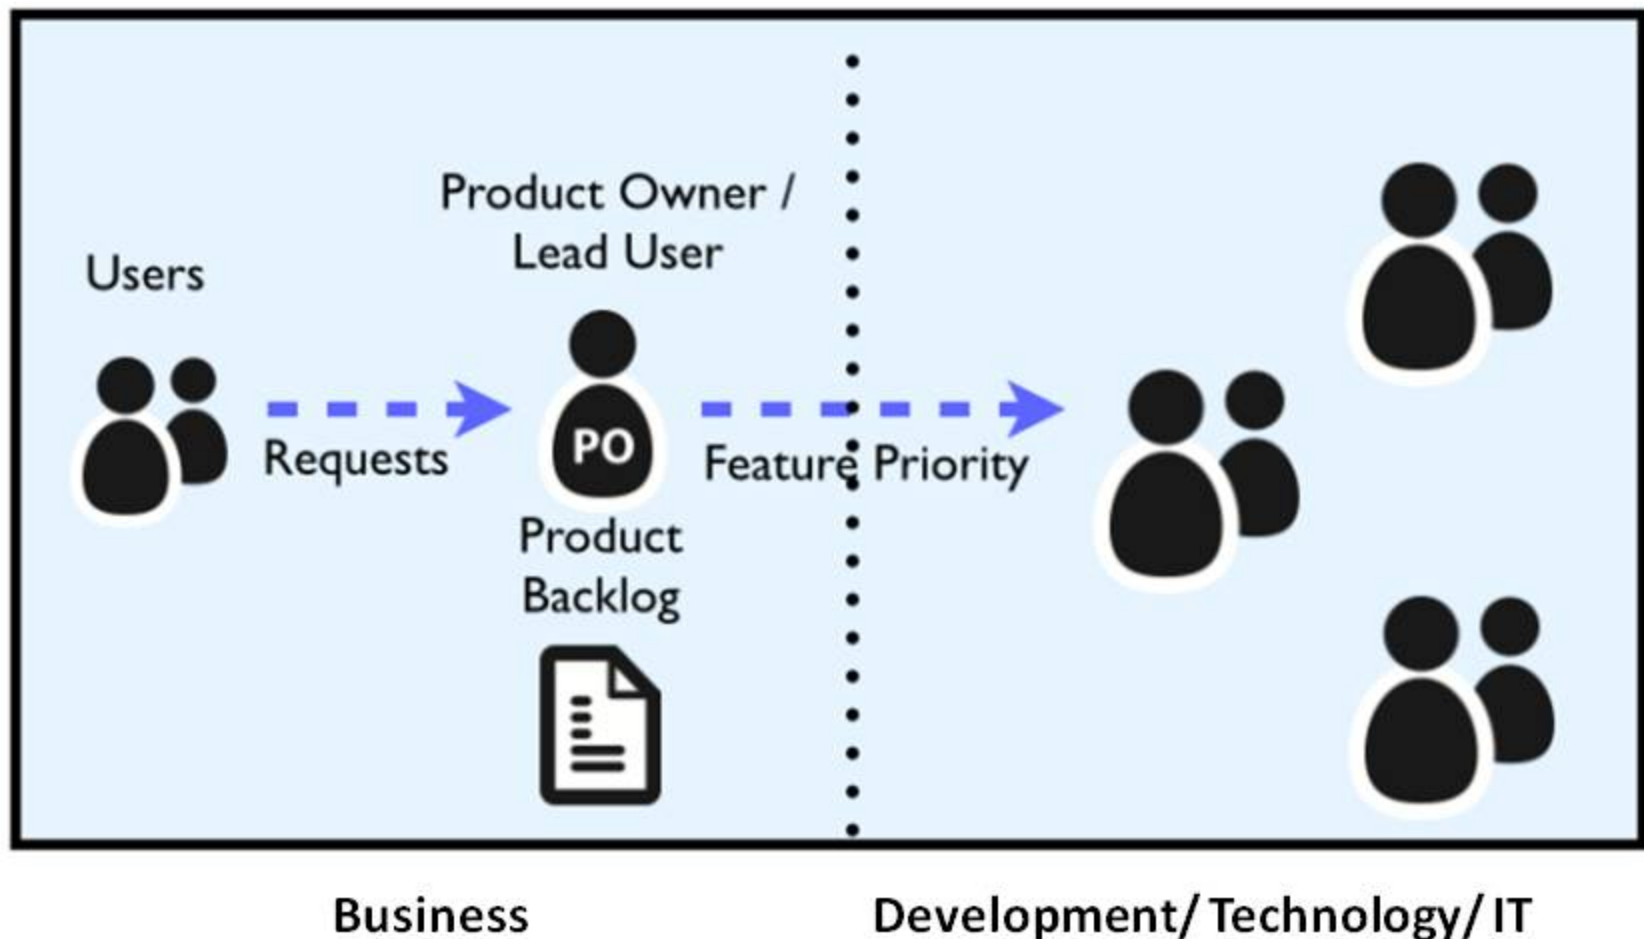 Users
Requests
Product Owner /
Lead User
PO
Product
Backlog
Feature Priority
Business
Development/ Technology/ IT